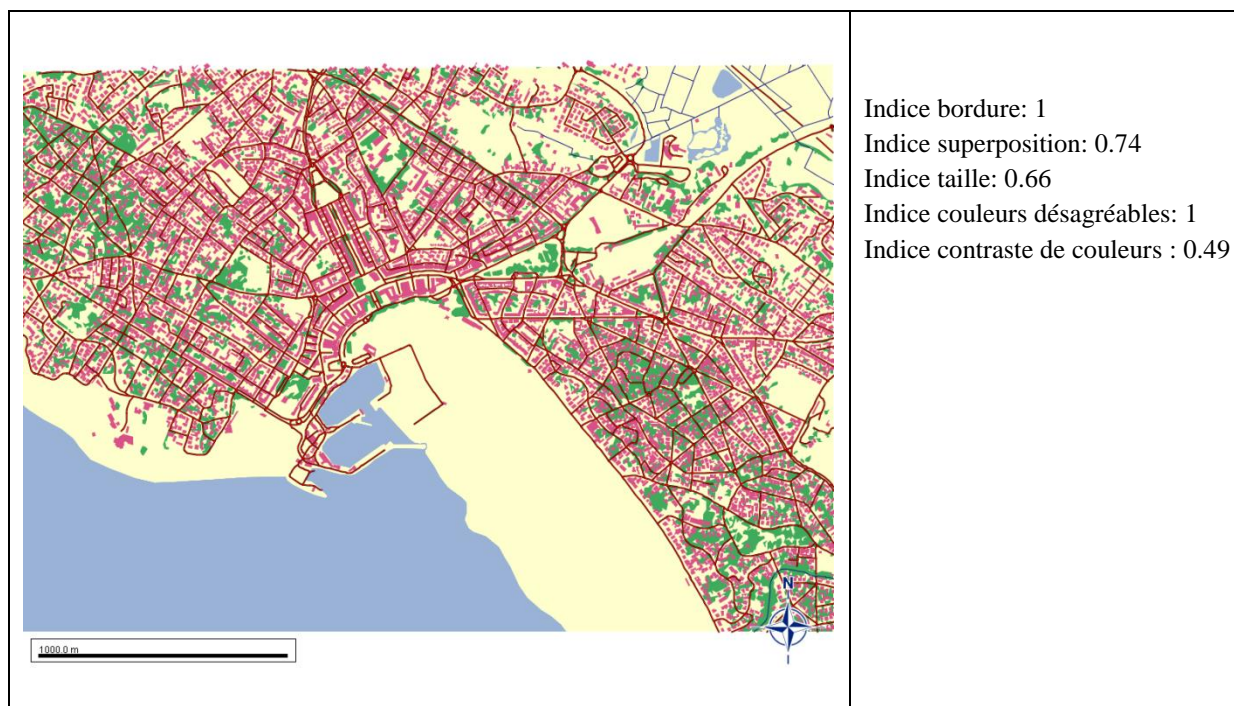 Indice bordure: 1
Indice superposition: 0.74
Indice taille: 0.66
Indice couleurs désagréables: 1
Indice contraste de couleurs : 0.49
N
1000.0 m